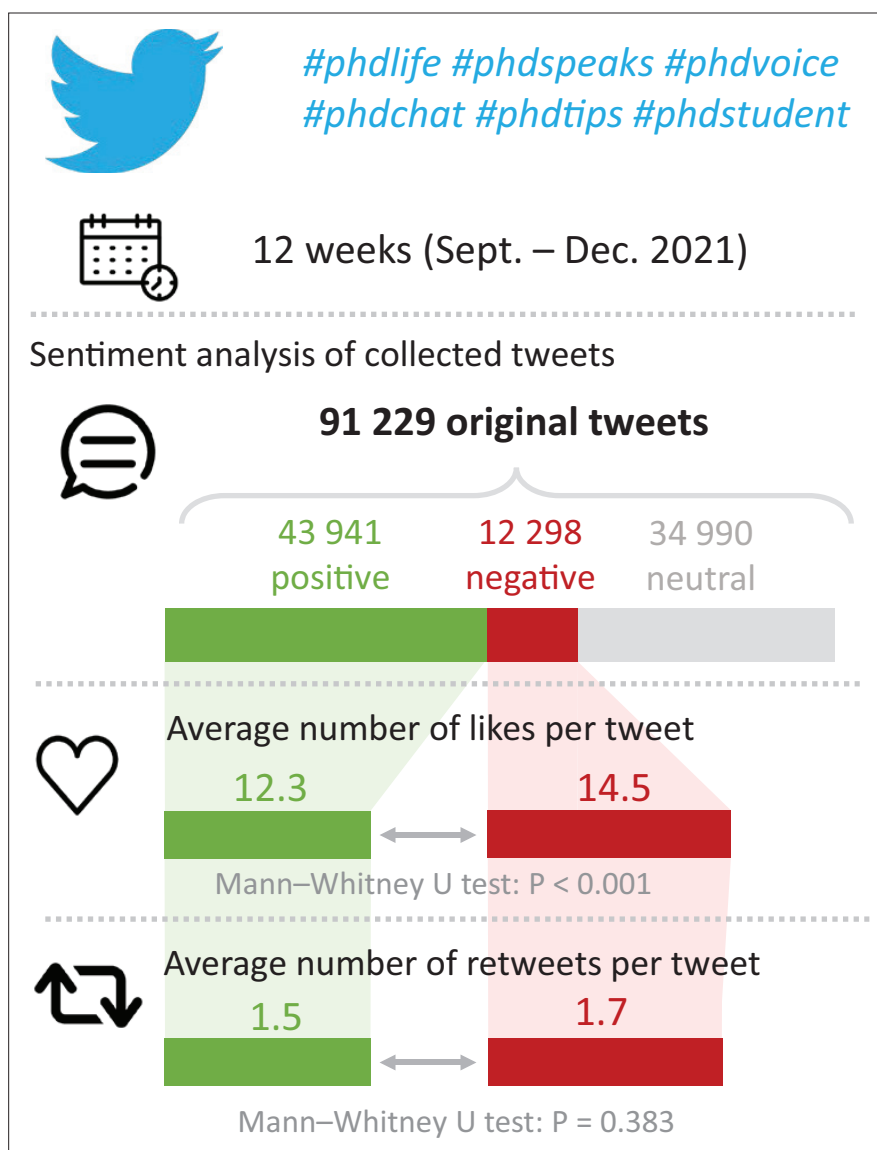 #phdlife #phdspeaks #phdvoice
#phdchat #phdtips #phdstudent
12 weeks (Sept. – Dec. 2021)
Sentiment analysis of collected tweets
91 229 original tweets
43 941 12 298 34 990
positive negative neutral
Average number of likes per tweet
12.3 14.5
Mann–Whitney U test: P < 0.001
Average number of retweets per tweet
1.5 1.7
Mann–Whitney U test: P = 0.383